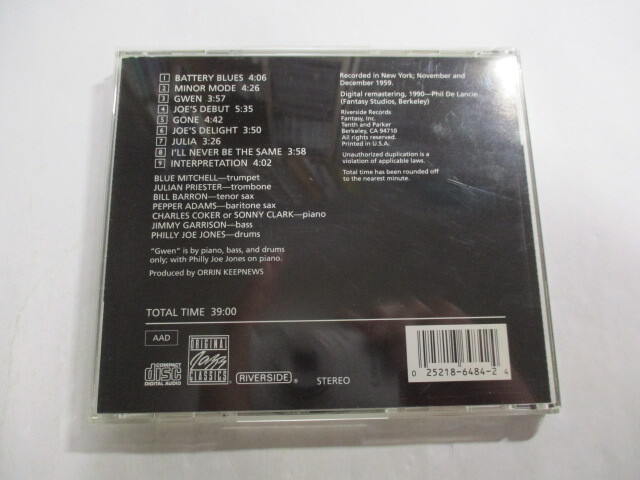 1 BATTERY BLUES 4:06
2 MINOR MODE 4:26
3 GWEN 3:57
4 JOE'S DEBUT 5:35
5 GONE 4:42
6 JOE'S DELIGHT 3:50
7 JULIA 3:26
8 I'LL NEVER BE THE SAME 3:58
9 INTERPRETATION 4:02
BLUE MITCHELL—trumpet
JULIAN PRIESTER—trombone
BILL BARRON—tenor sax
PEPPER ADAMS—baritone sax
CHARLES COKER or SONNY CLARK—piano
JIMMY GARRISON—bass
PHILLY JOE JONES—drums
"Gwen" is by piano, bass, and drums
only; with Philly Joe Jones on piano.
Produced by ORRIN KEEPNEWS
TOTAL TIME 39:00
Recorded in New York; November and
December 1959.
Digital remastering, 1990—Phil De Lancie
(Fantasy Studios, Berkeley)
Riverside Records
Fantasy, Inc.
Tenth and Parker
Berkeley, CA 94710
All rights reserved.
Printed in U.S.A.
Unauthorized duplication is a
violation of applicable laws.
Total time has been rounded off
to the nearest minute.
AAD
COMPACT
disc
DIGITAL AUDIO
ORIGINAL
Jazz
CLASSICS
RIVERSIDE ®
STEREO
0 25218-6484-2 4